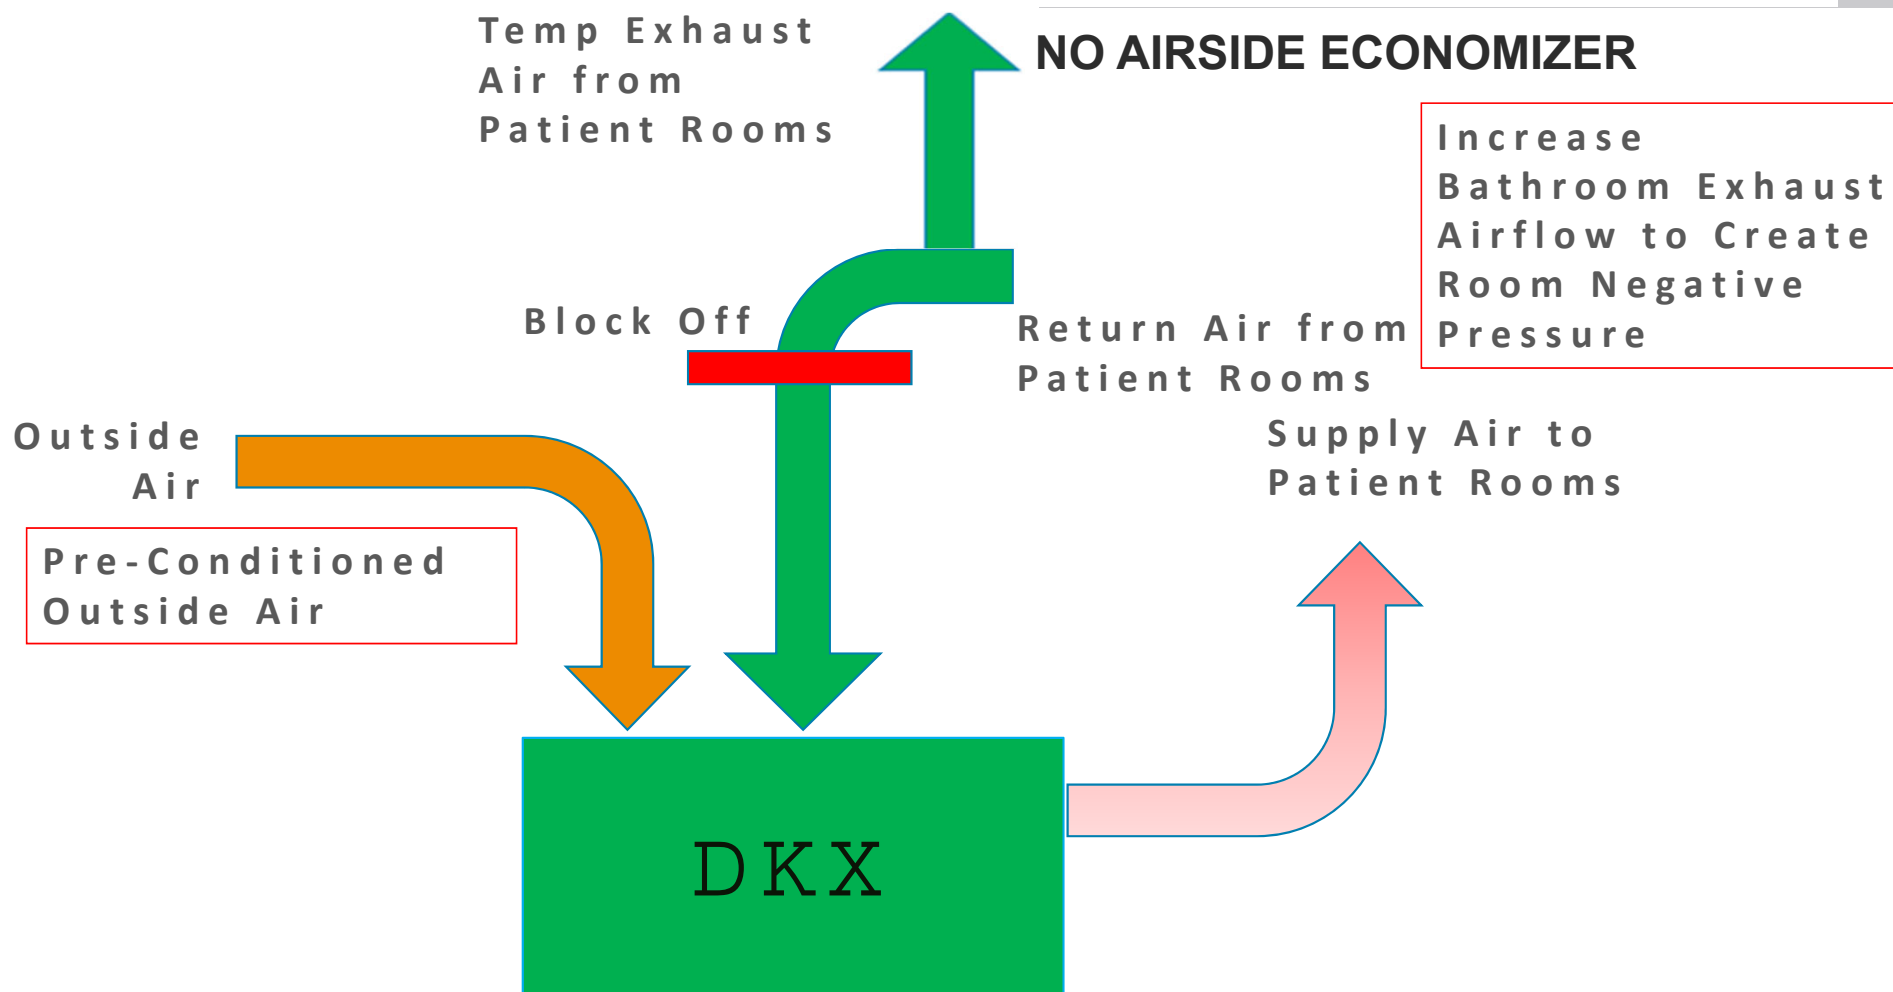 Temp Exhaust
Air from
Patient Rooms
NO AIRSIDE ECONOMIZER
Increase
Bathroom Exhaust
Airflow to Create
Room Negative
Pressure
Block Off
Return Air from
Patient Rooms
Outside
Air
Supply Air to
Patient Rooms
Pre-Conditioned
Outside Air
DKX